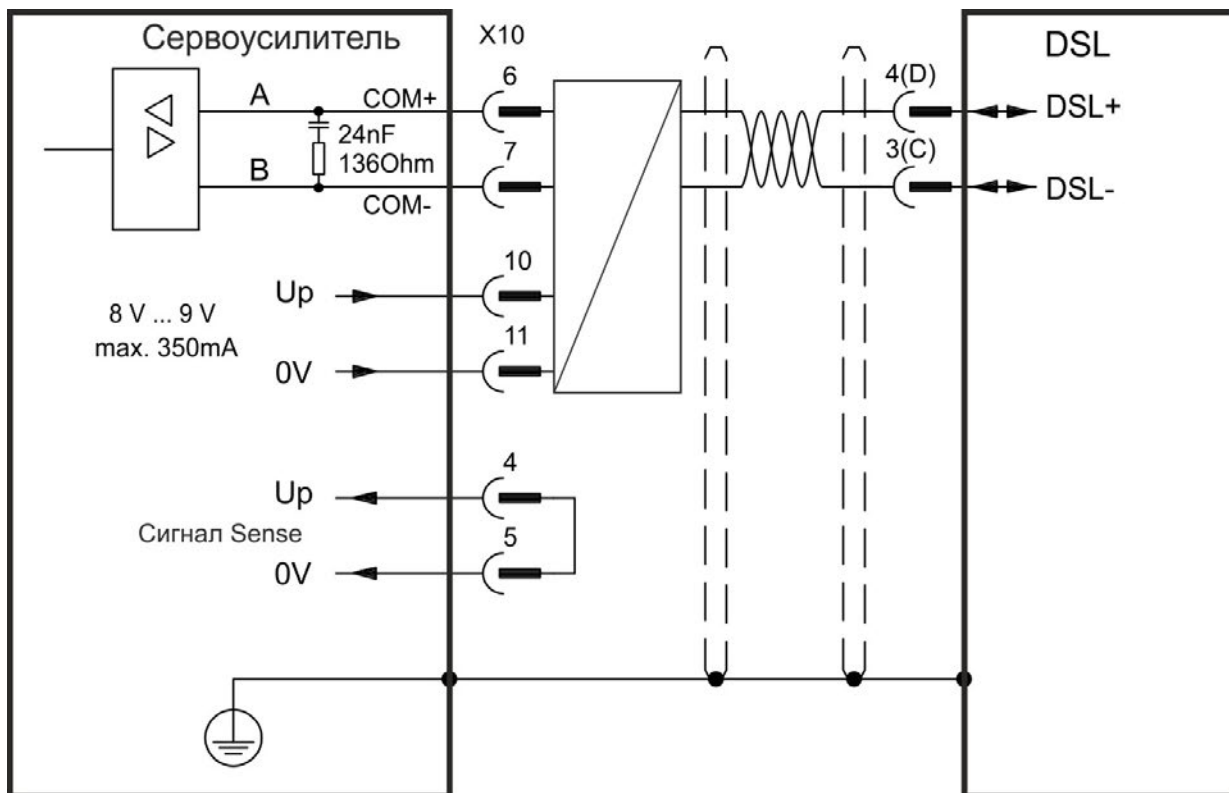 Сервоусилитель
X10
DSL
A
COM+
6
4(D)
DSL+
24nF
136Ohm
7
3(C)
B
COM-
DSL-
10
Up
8 V ... 9 V
max. 350mA
11
0V
4
Up
Сигнал Sense
5
0V